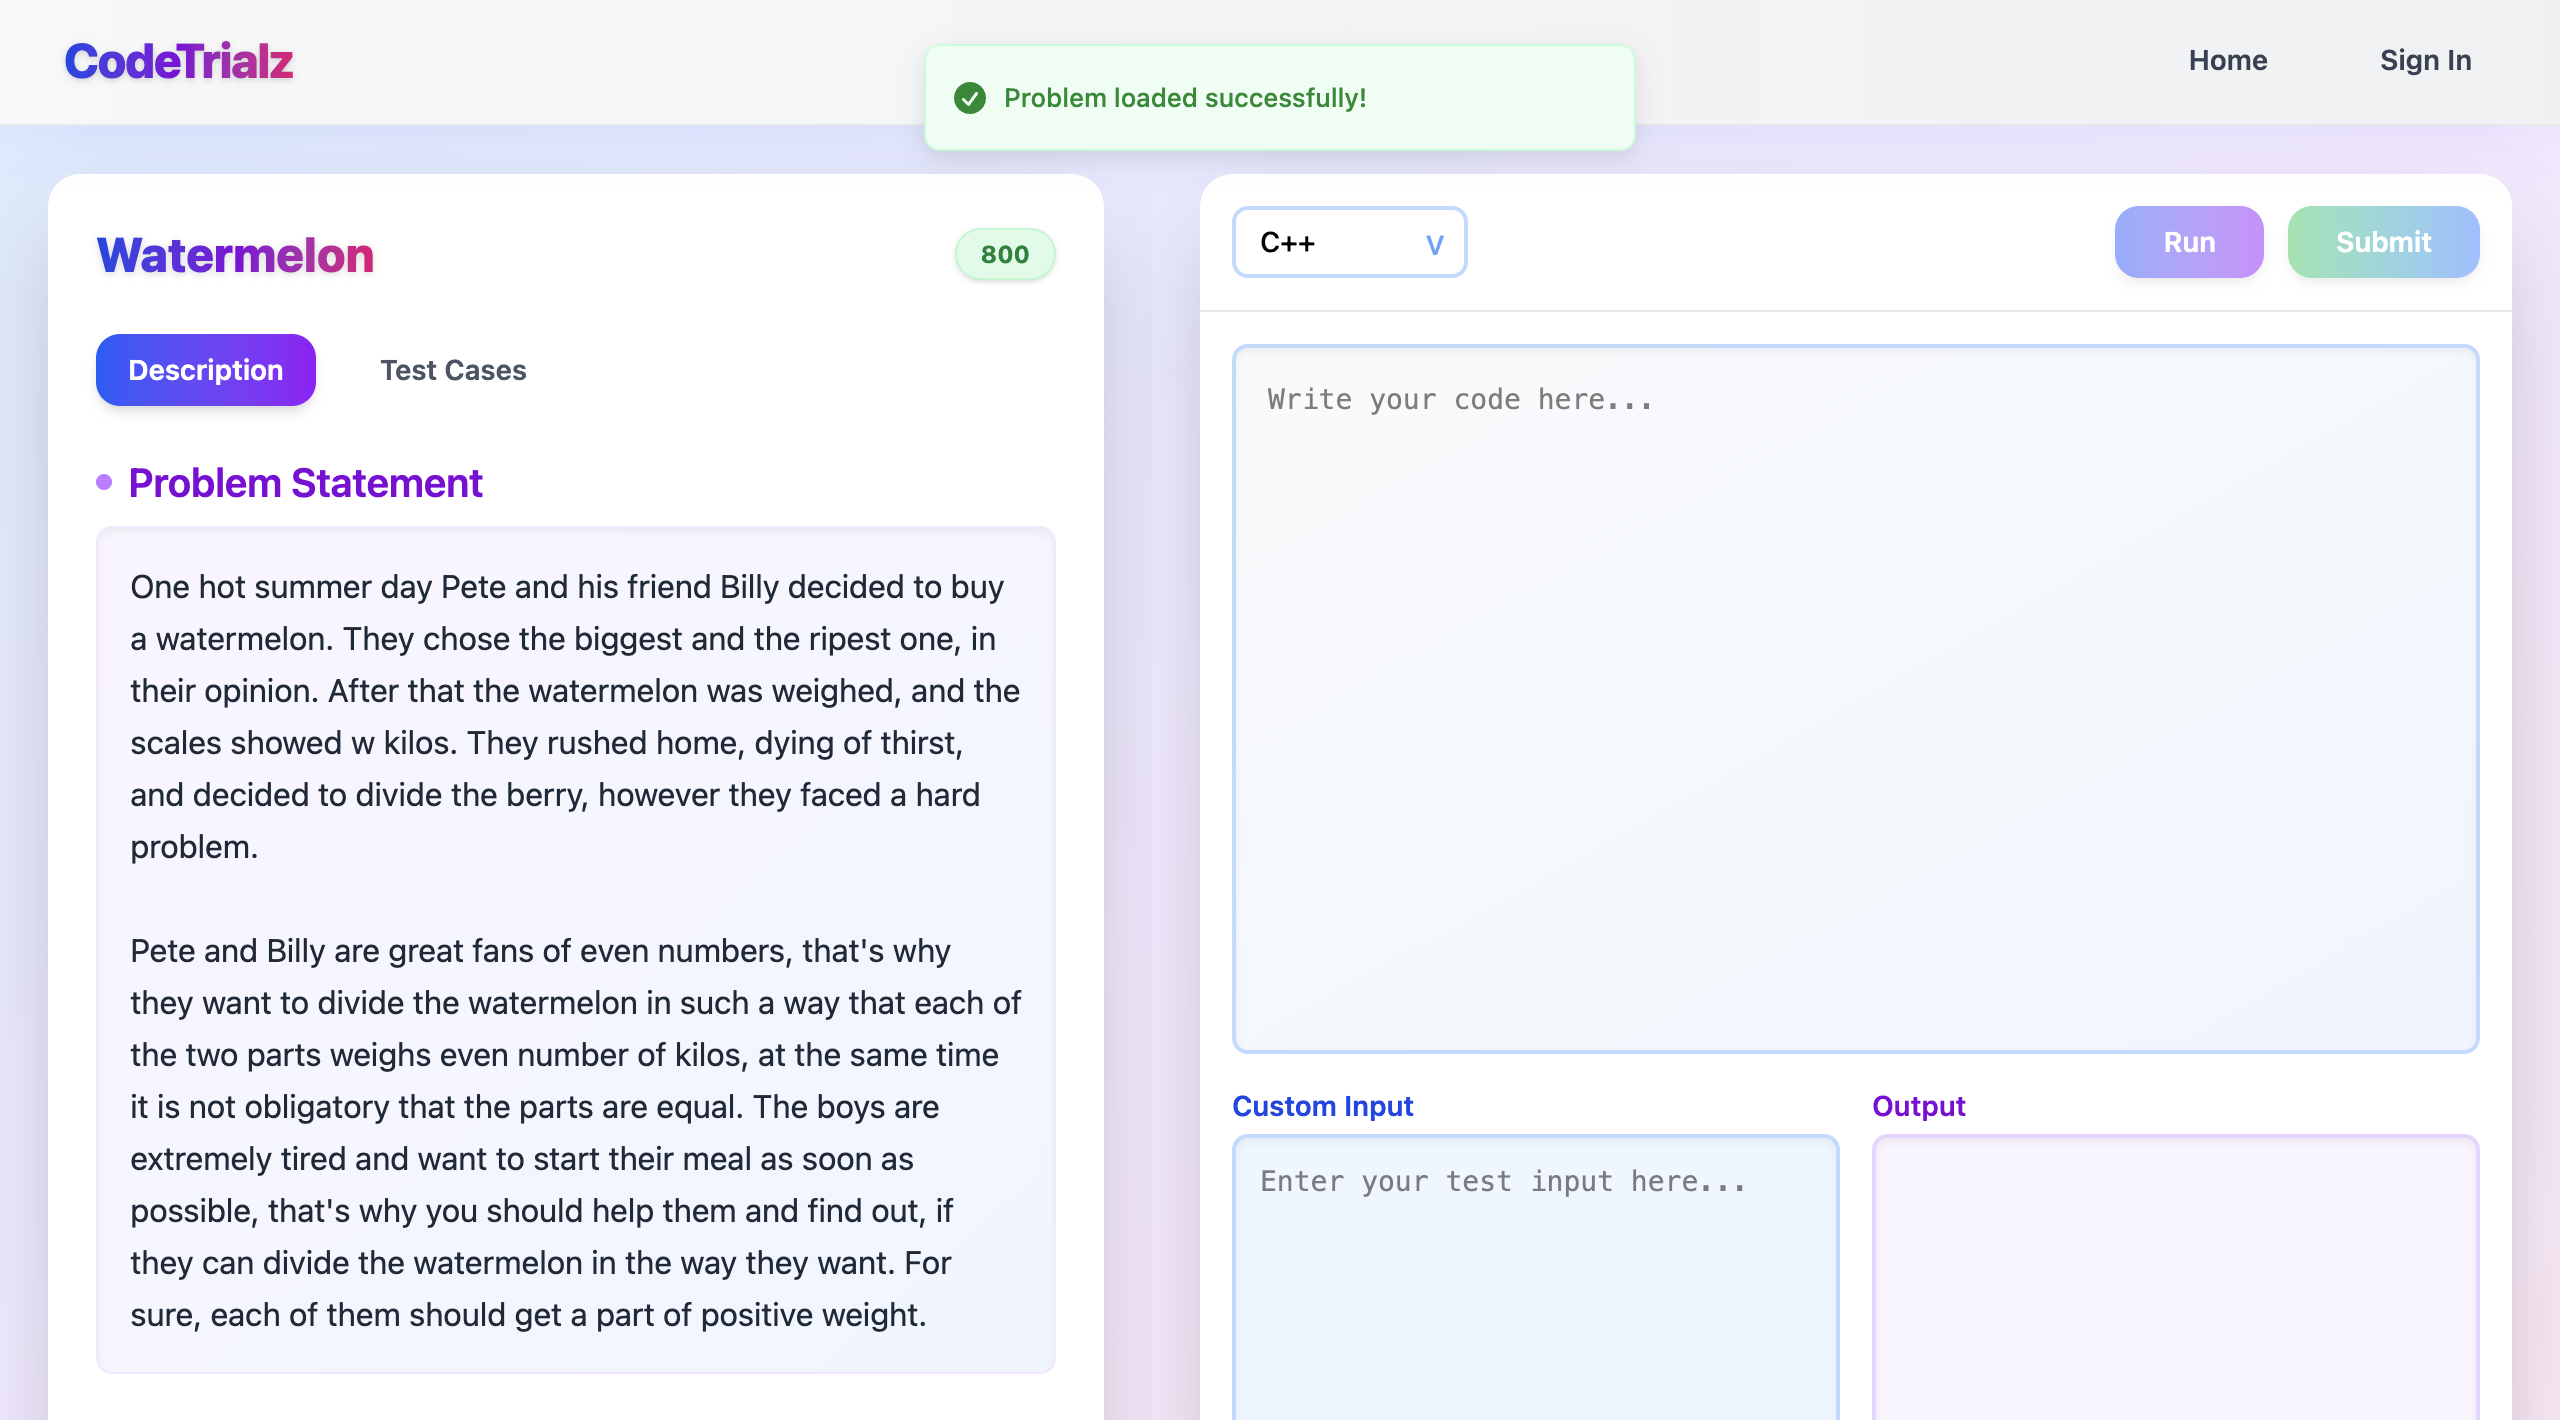 CodeTrialz
Problem loaded successfully!
Home
Sign In
Watermelon
800
Description
Test Cases
Problem Statement
One hot summer day Pete and his friend Billy decided to buy
a watermelon. They chose the biggest and the ripest one, in
their opinion. After that the watermelon was weighed, and the
scales showed w kilos. They rushed home, dying of thirst,
and decided to divide the berry, however they faced a hard
problem.
Pete and Billy are great fans of even numbers, that's why
they want to divide the watermelon in such a way that each of
the two parts weighs even number of kilos, at the same time
it is not obligatory that the parts are equal. The boys are
extremely tired and want to start their meal as soon as
possible, that's why you should help them and find out, if
they can divide the watermelon in the way they want. For
sure, each of them should get a part of positive weight.
C++
Run
Submit
Write your code here...
Custom Input
Output
Enter your test input here...